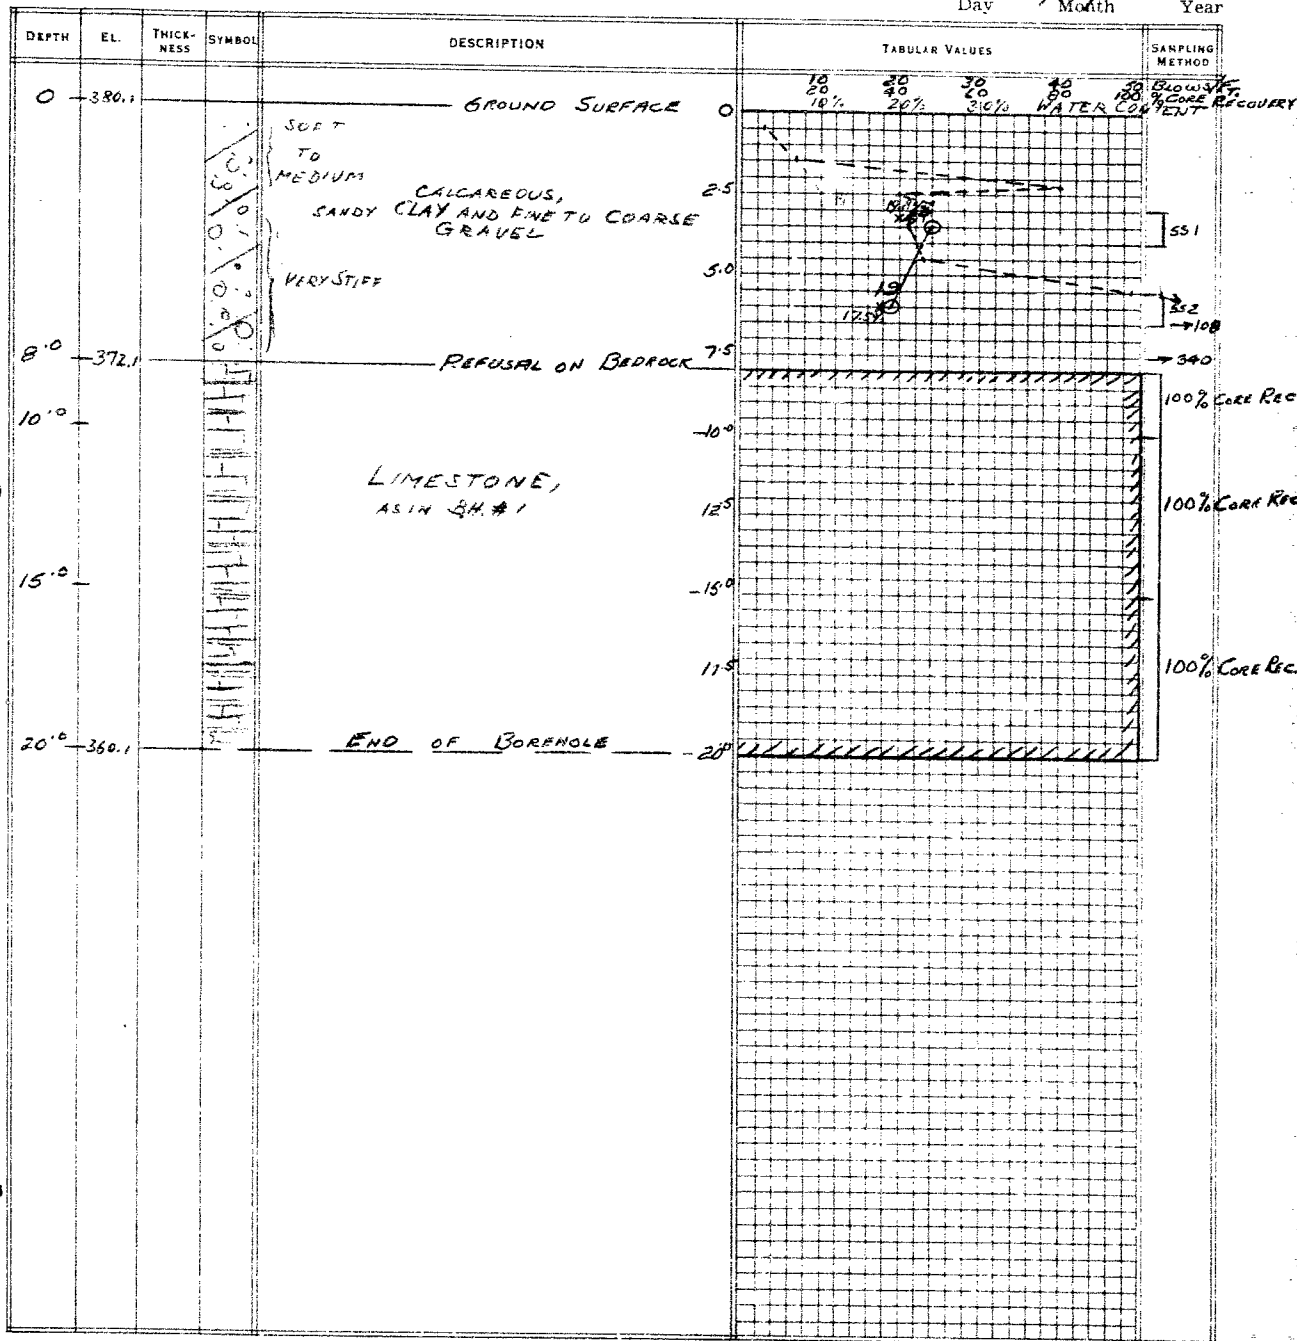 Day Month Year
DEPTH EL. THICK-NESS SYMBOL DESCRIPTION TABULAR VALUES SAMPLING METHOD
10 20 30 40 50 BLOWS/FT.
20 40 60 80 100 % CORE RECOVERY
10% 20% 30% WATER CONTENT
0 380.1 GROUND SURFACE 0
SOFT
TO
MEDIUM
2.5
CALCAREOUS,
SANDY CLAY AND FINE TO COARSE
GRAVEL
SS1
5.0
VERY STIFF
19
17.5%
SS2
108
8.0 372.1 REFUSAL ON BEDROCK 7.5
340
100% CORE REC
10.0 10.0
LIMESTONE,
AS IN BH. #1
12.5
100% CORE REC
15.0 15.0
17.5
100% CORE REC.
20.0 360.1 END OF BOREHOLE 20.0